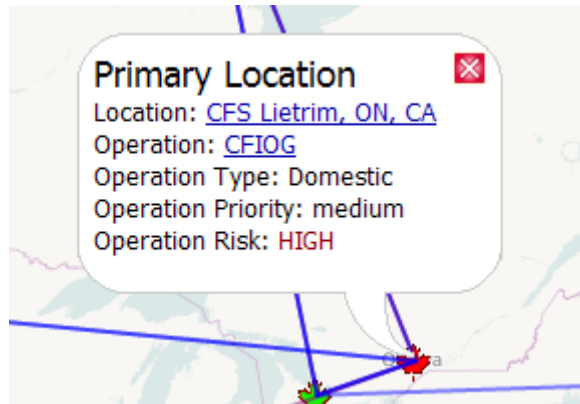 Primary Location
Location: CFS Lietrim, ON, CA
Operation: CFIOG
Operation Type: Domestic
Operation Priority: medium
Operation Risk: HIGH